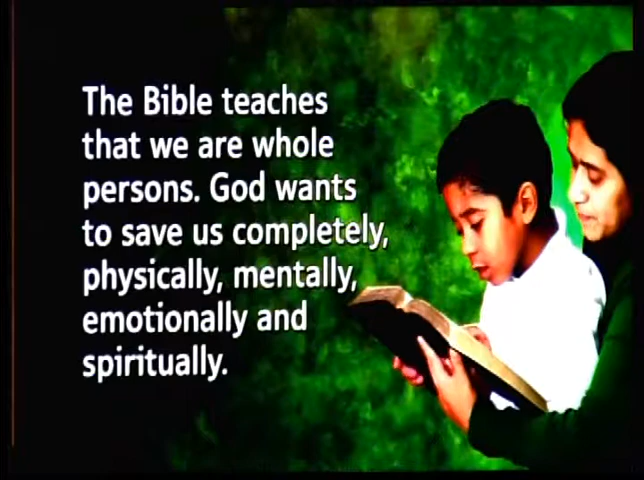 The Bible teaches
that we are whole
persons. God wants
to save us completely,
physically, mentally,
emotionally and
spiritually.